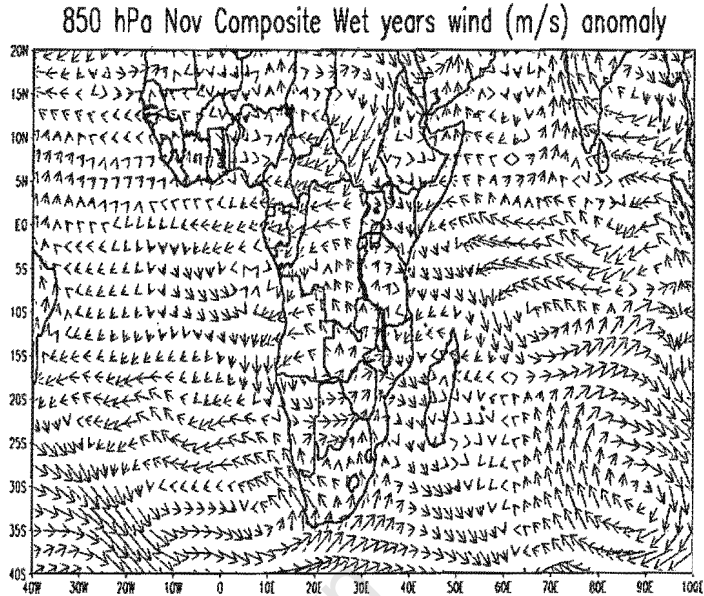 850 hPa Nov Composite Wet years wind (m/s) anomaly
20N
15N
10N
5N
EQ
5S
10S
15S
20S
25S
30S
35S
40S
40W 30W 20W 10W 0 10E 20E 30E 40E 50E 60E 70E 80E 90E 100E